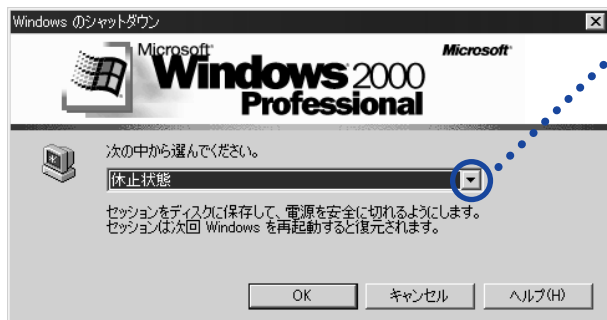 Windows のシャットダウン
Microsoft
Microsoft
Windows 2000
Professional
次の中から選んでください。
休止状態
セッションをディスクに保存して、電源を安全に切れるようにします。
セッションは次回 Windows を再起動すると復元されます。
OK キャンセル ヘルプ(H)